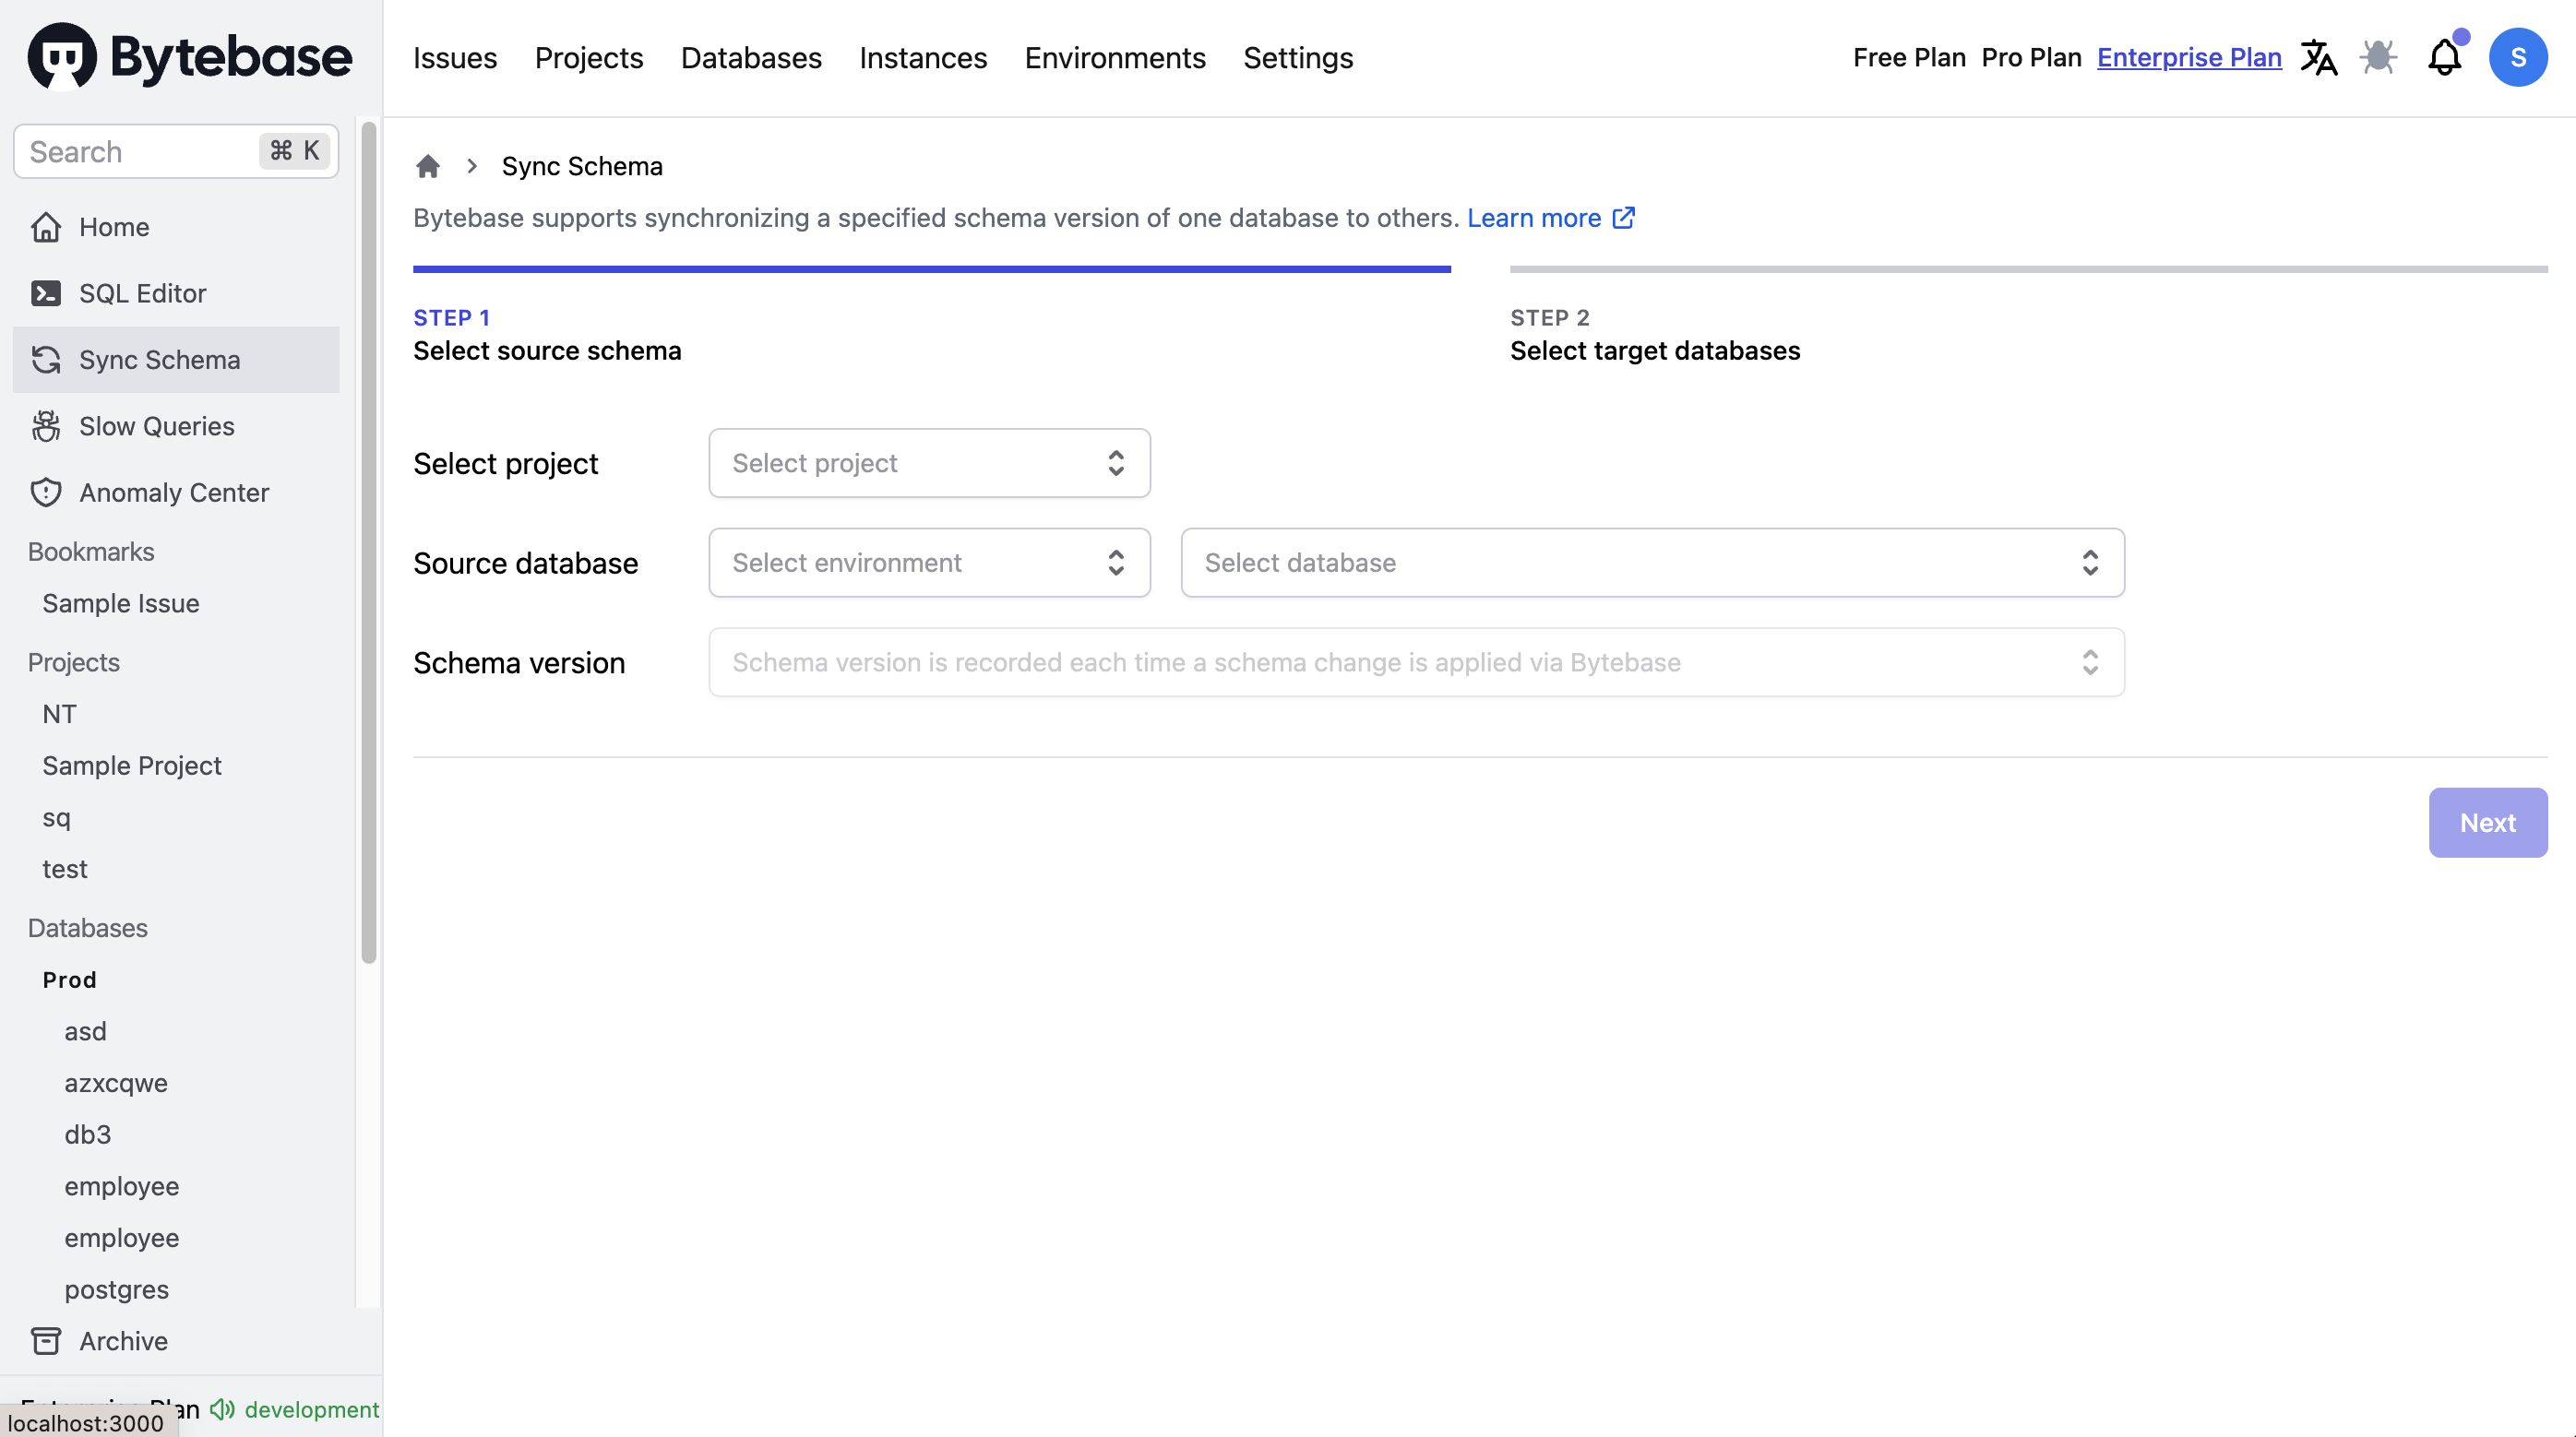 Bytebase
Issues Projects Databases Instances Environments Settings
Free Plan Pro Plan Enterprise Plan
S
Search ⌘ K
Home
SQL Editor
Sync Schema
Slow Queries
Anomaly Center
Bookmarks
Sample Issue
Projects
NT
Sample Project
sq
test
Databases
Prod
asd
azxcqwe
db3
employee
employee
postgres
Archive
development
localhost:3000
Sync Schema
Bytebase supports synchronizing a specified schema version of one database to others. Learn more
STEP 1
Select source schema
STEP 2
Select target databases
Select project Select project
Source database Select environment Select database
Schema version Schema version is recorded each time a schema change is applied via Bytebase
Next